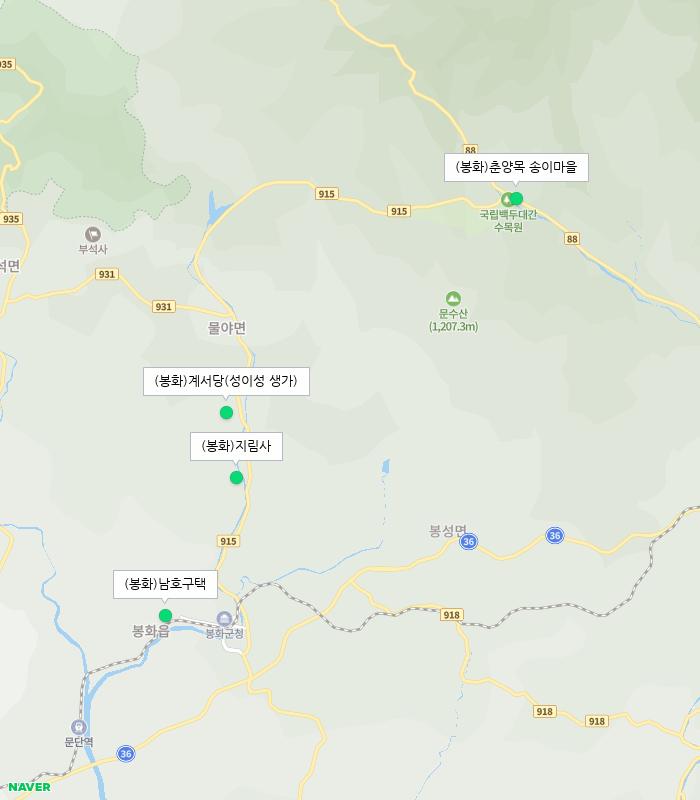 935
88
(봉화)춘양목 송이마을
915
915
국립백두대간
수목원
935
부석사
88
석면
931
931
문수산
(1,207.3m)
물야면
(봉화)계서당(성이성 생가)
(봉화)지림사
915
봉성면
36
36
(봉화)남호구택
918
봉화읍
봉화군청
918
918
문단역
36
NAVER